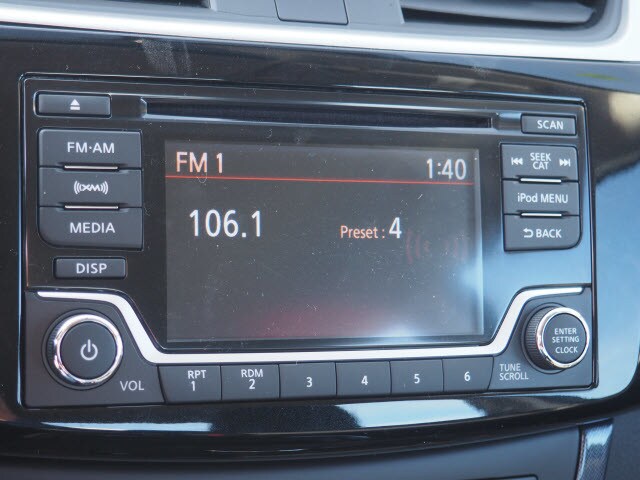 SCAN
FM·AM
((XM))
MEDIA
DISP
FM 1 1:40
106.1 Preset : 4
SEEK
CAT
iPod MENU
BACK
VOL
RPT
1
RDM
2
3
4
5
6
TUNE
SCROLL
ENTER
SETTING
CLOCK